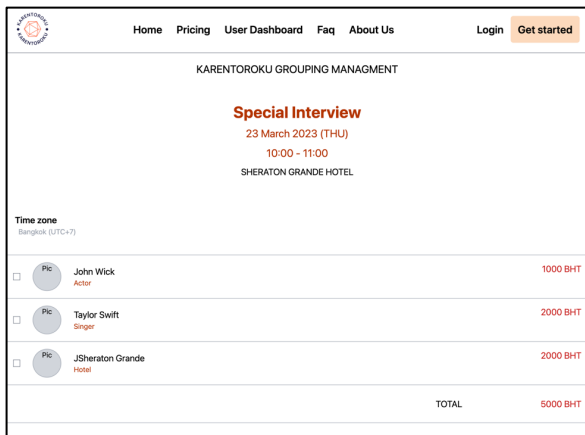 KARENTOROKU
KARENTOROKU
Home Pricing User Dashboard Faq About Us Login Get started
KARENTOROKU GROUPING MANAGMENT
Special Interview
23 March 2023 (THU)
10:00 - 11:00
SHERATON GRANDE HOTEL
Time zone
Bangkok (UTC+7)
Pic John Wick 1000 BHT
Actor
Pic Taylor Swift 2000 BHT
Singer
Pic JSheraton Grande 2000 BHT
Hotel
TOTAL 5000 BHT